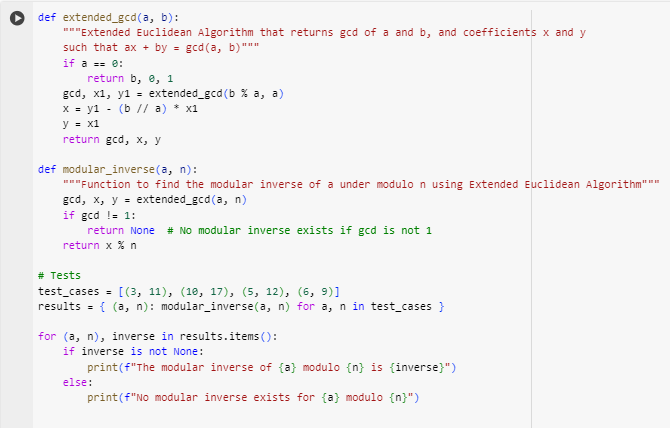 def extended_gcd(a, b):
    """Extended Euclidean Algorithm that returns gcd of a and b, and coefficients x and y
    such that ax + by = gcd(a, b)"""
    if a == 0:
        return b, 0, 1
    gcd, x1, y1 = extended_gcd(b % a, a)
    x = y1 - (b // a) * x1
    y = x1
    return gcd, x, y

def modular_inverse(a, n):
    """Function to find the modular inverse of a under modulo n using Extended Euclidean Algorithm"""
    gcd, x, y = extended_gcd(a, n)
    if gcd != 1:
        return None  # No modular inverse exists if gcd is not 1
    return x % n

# Tests
test_cases = [(3, 11), (10, 17), (5, 12), (6, 9)]
results = { (a, n): modular_inverse(a, n) for a, n in test_cases }

for (a, n), inverse in results.items():
    if inverse is not None:
        print(f"The modular inverse of {a} modulo {n} is {inverse}")
    else:
        print(f"No modular inverse exists for {a} modulo {n}")